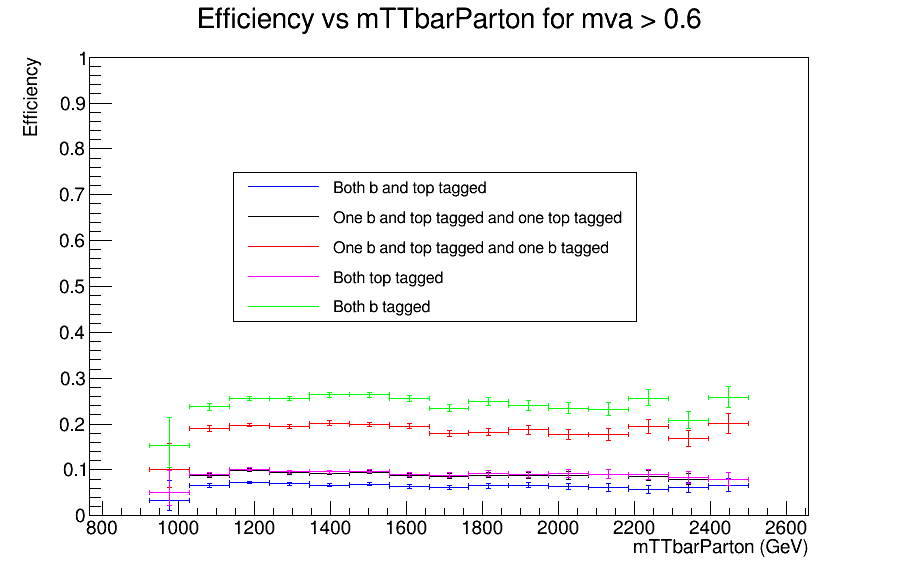 Efficiency vs mTTbarParton for mva > 0.6
Efficiency
1
0.9
0.8
0.7
0.6
0.5
0.4
0.3
0.2
0.1
0
Both b and top tagged
One b and top tagged and one top tagged
One b and top tagged and one b tagged
Both top tagged
Both b tagged
800 1000 1200 1400 1600 1800 2000 2200 2400 2600
mTTbarParton (GeV)